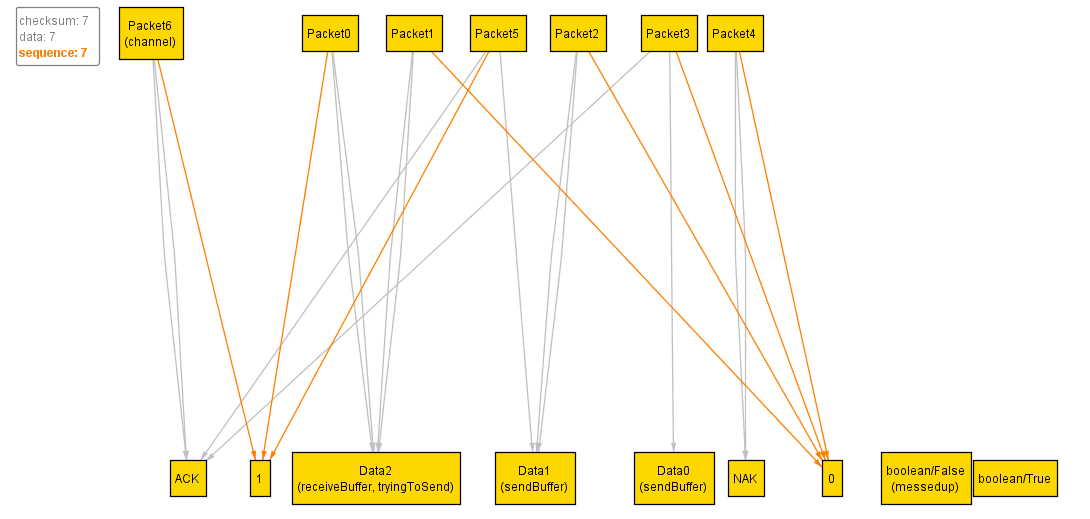 checksum: 7
data: 7
sequence: 7
Packet6
(channel)
Packet0
Packet1
Packet5
Packet2
Packet3
Packet4
ACK
1
Data2
(receiveBuffer, tryingToSend)
Data1
(sendBuffer)
Data0
(sendBuffer)
NAK
0
boolean/False
(messedup)
boolean/True